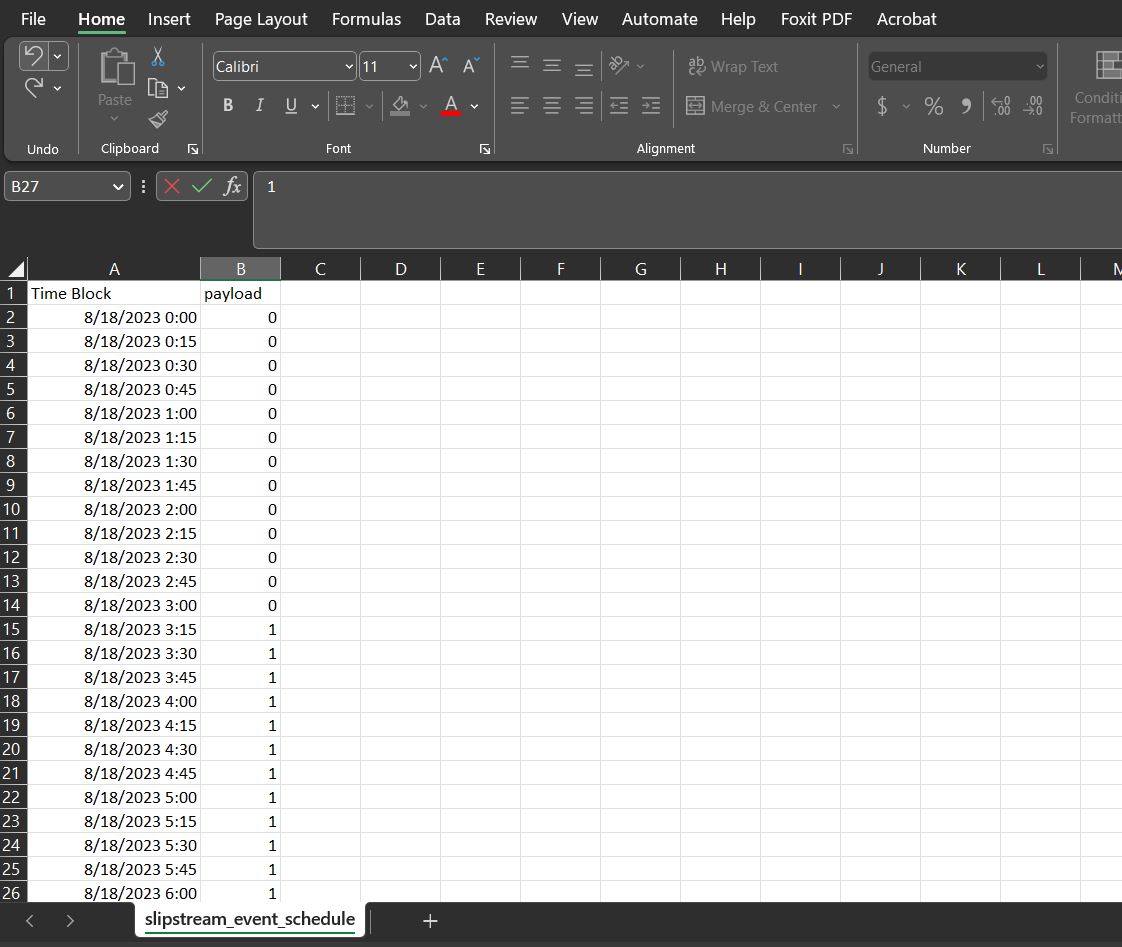 File Home Insert Page Layout Formulas Data Review View Automate Help Foxit PDF Acrobat
Calibri 11 A A ab Wrap Text General
Paste B I U A Merge & Center $ % 9 .00 .00 Conditi
Formatt
Undo Clipboard Font Alignment Number
B27 fx 1
A B C D E F G H I J K L M
1 Time Block payload
2 8/18/2023 0:00 0
3 8/18/2023 0:15 0
4 8/18/2023 0:30 0
5 8/18/2023 0:45 0
6 8/18/2023 1:00 0
7 8/18/2023 1:15 0
8 8/18/2023 1:30 0
9 8/18/2023 1:45 0
10 8/18/2023 2:00 0
11 8/18/2023 2:15 0
12 8/18/2023 2:30 0
13 8/18/2023 2:45 0
14 8/18/2023 3:00 0
15 8/18/2023 3:15 1
16 8/18/2023 3:30 1
17 8/18/2023 3:45 1
18 8/18/2023 4:00 1
19 8/18/2023 4:15 1
20 8/18/2023 4:30 1
21 8/18/2023 4:45 1
22 8/18/2023 5:00 1
23 8/18/2023 5:15 1
24 8/18/2023 5:30 1
25 8/18/2023 5:45 1
26 8/18/2023 6:00 1
slipstream_event_schedule